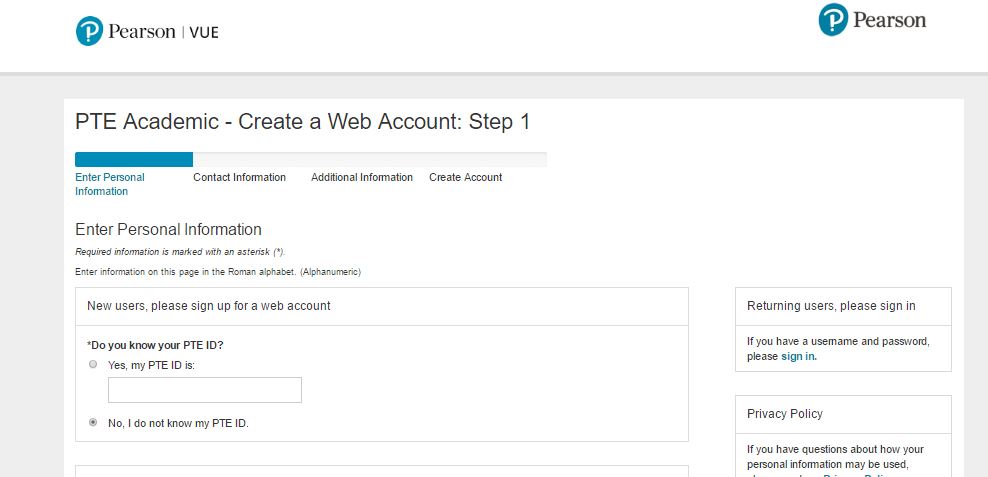 Pearson | VUE
Pearson
PTE Academic - Create a Web Account: Step 1
Enter Personal Information
Contact Information
Additional Information
Create Account
Enter Personal Information
Required information is marked with an asterisk (*).
Enter information on this page in the Roman alphabet. (Alphanumeric)
New users, please sign up for a web account
*Do you know your PTE ID?
Yes, my PTE ID is:
No, I do not know my PTE ID.
Returning users, please sign in
If you have a username and password,
please sign in.
Privacy Policy
If you have questions about how your
personal information may be used,